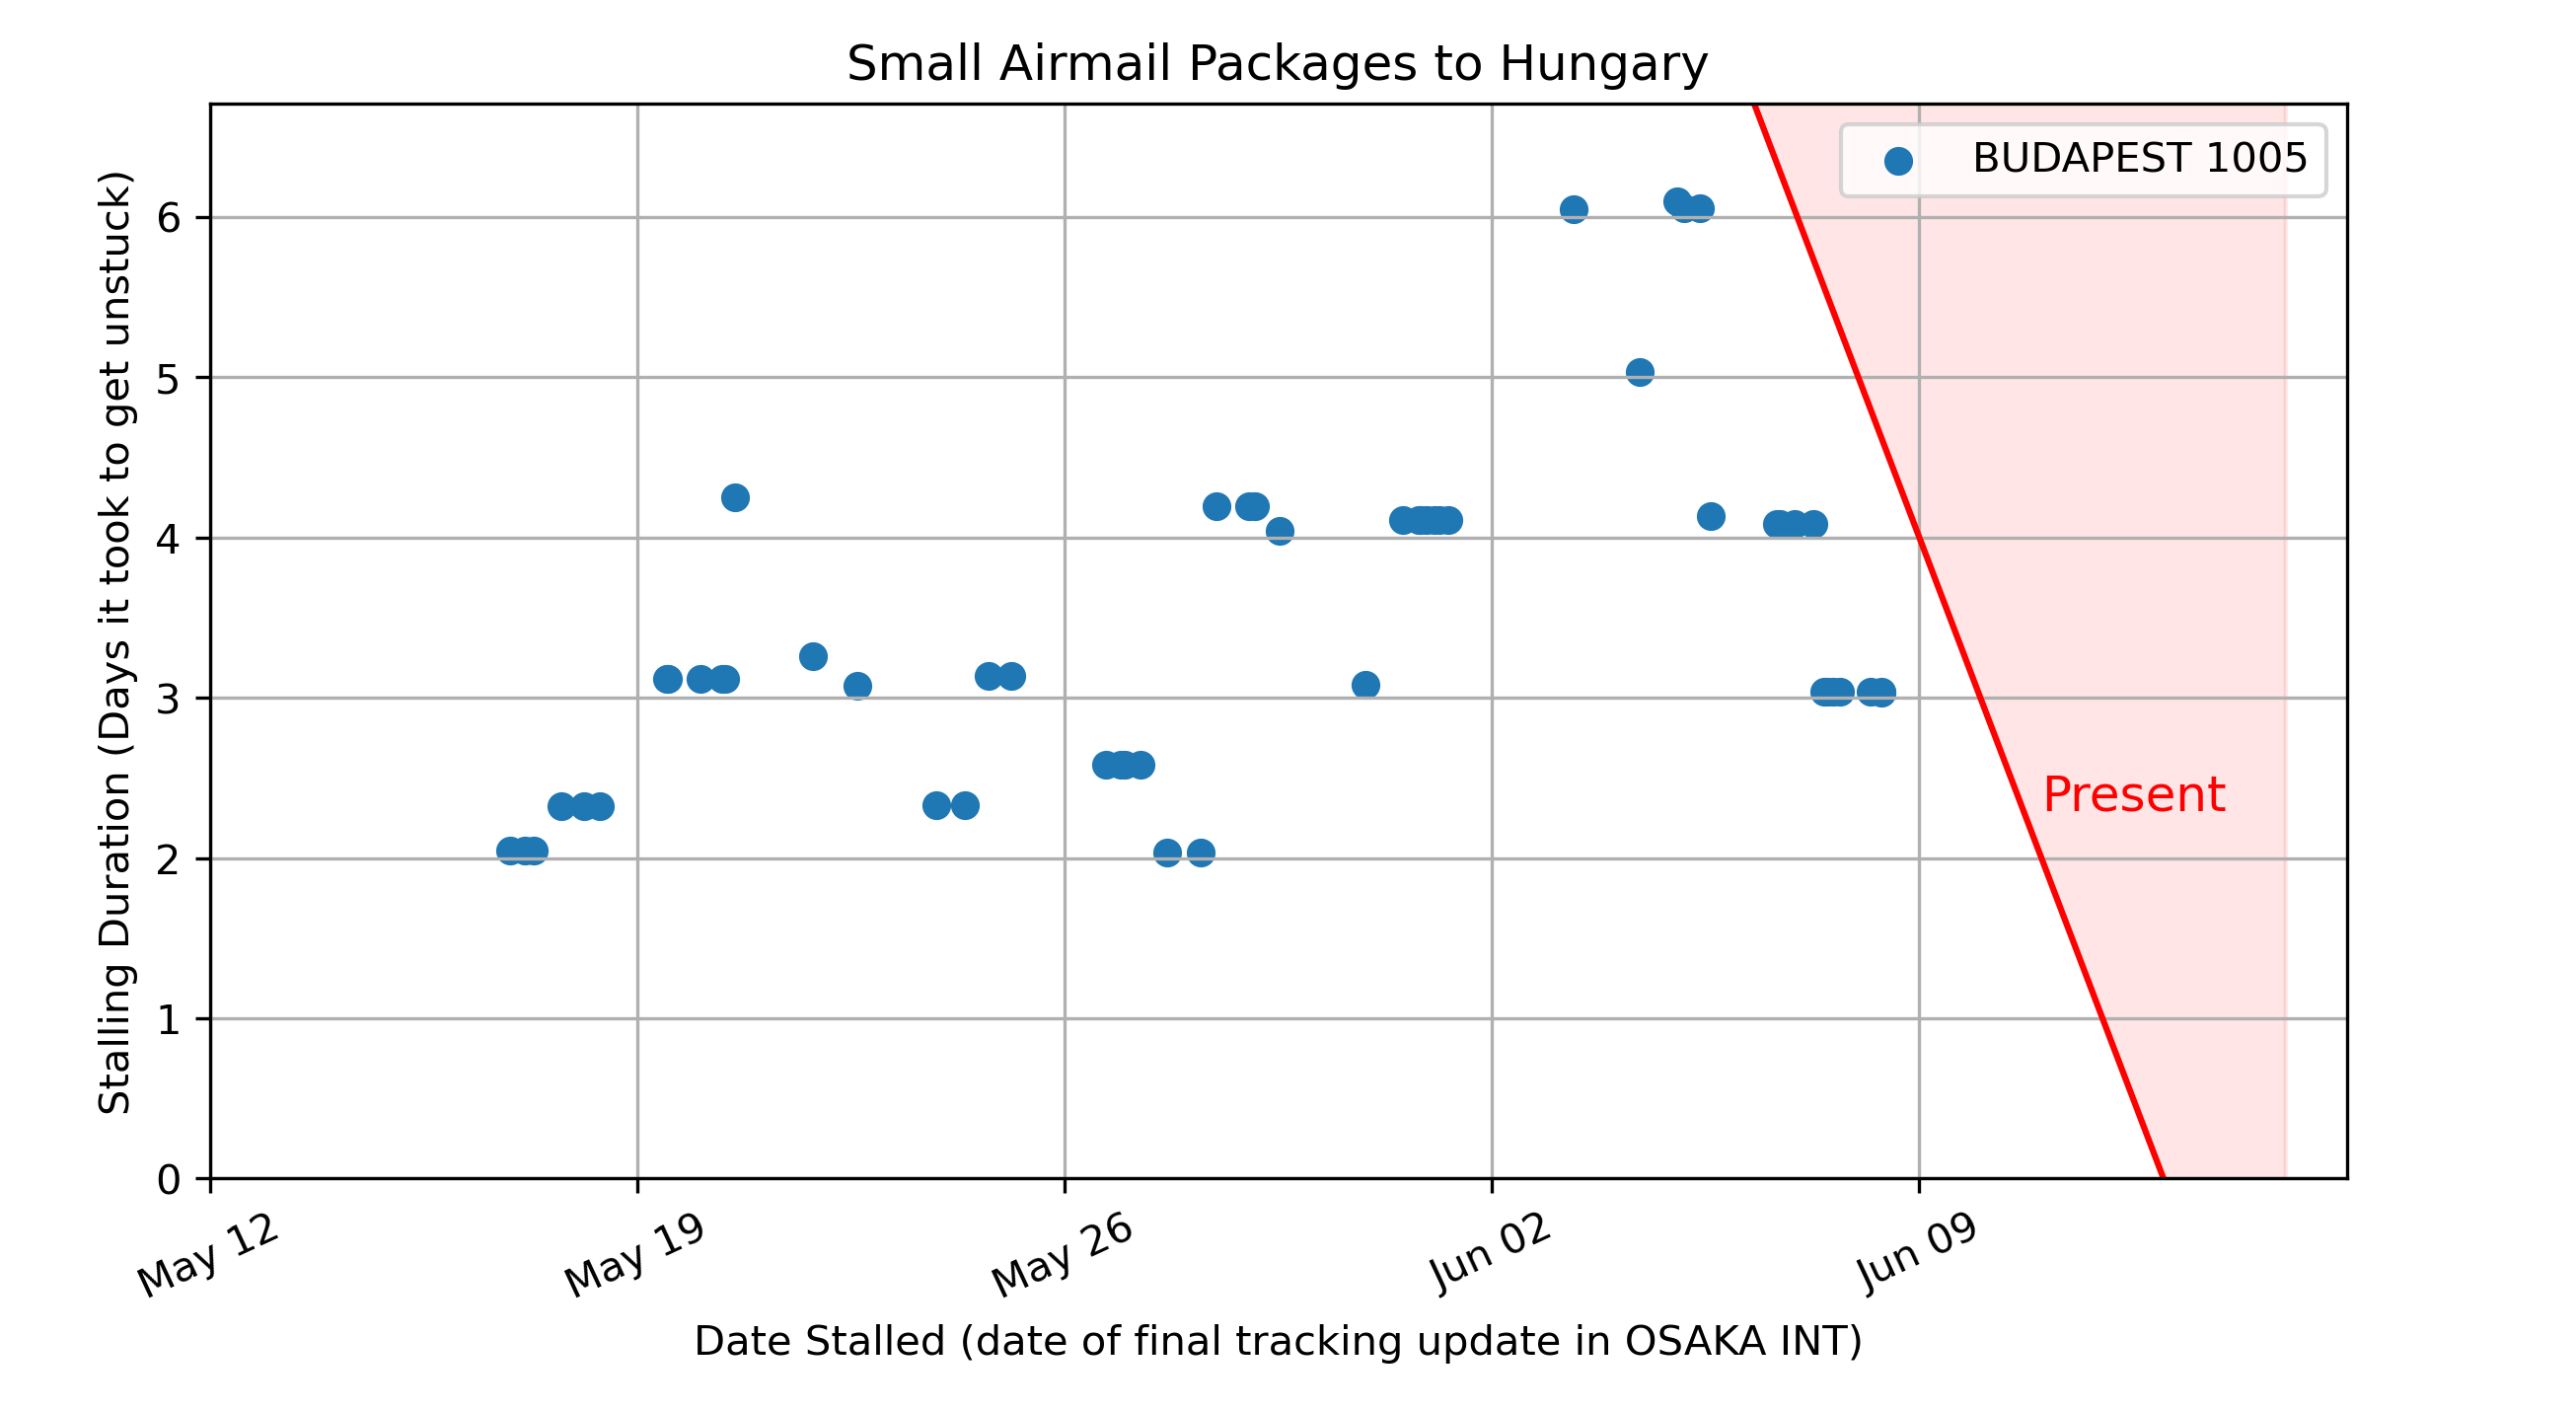 Small Airmail Packages to Hungary
BUDAPEST 1005
Stalling Duration (Days it took to get unstuck)
6
5
4
3
2
1
0
Present
May 12
May 19
May 26
Jun 02
Jun 09
Date Stalled (date of final tracking update in OSAKA INT)